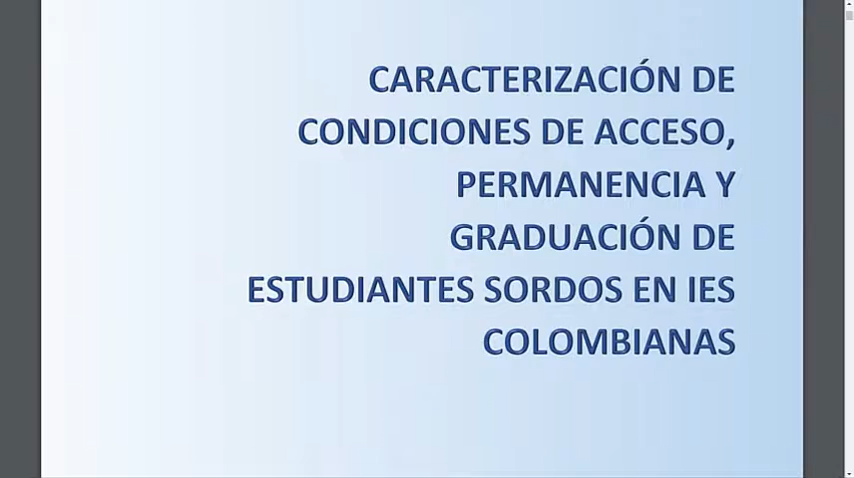 CARACTERIZACIÓN DE
CONDICIONES DE ACCESO,
PERMANENCIA Y
GRADUACIÓN DE
ESTUDIANTES SORDOS EN IES
COLOMBIANAS